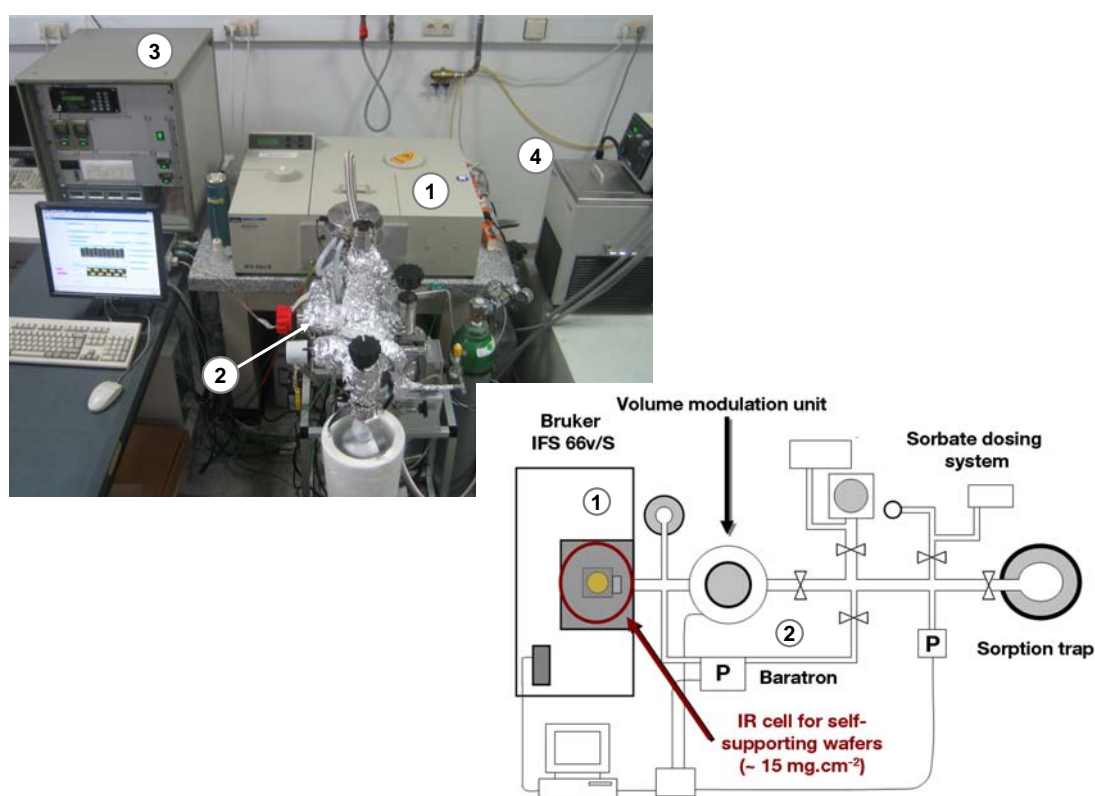 3
4
1
2
Volume modulation unit
Bruker
IFS 66v/S
Sorbate dosing
system
1
2
P
P
Sorption trap
Baratron
IR cell for self-
supporting wafers
(~ 15 mg.cm-2)